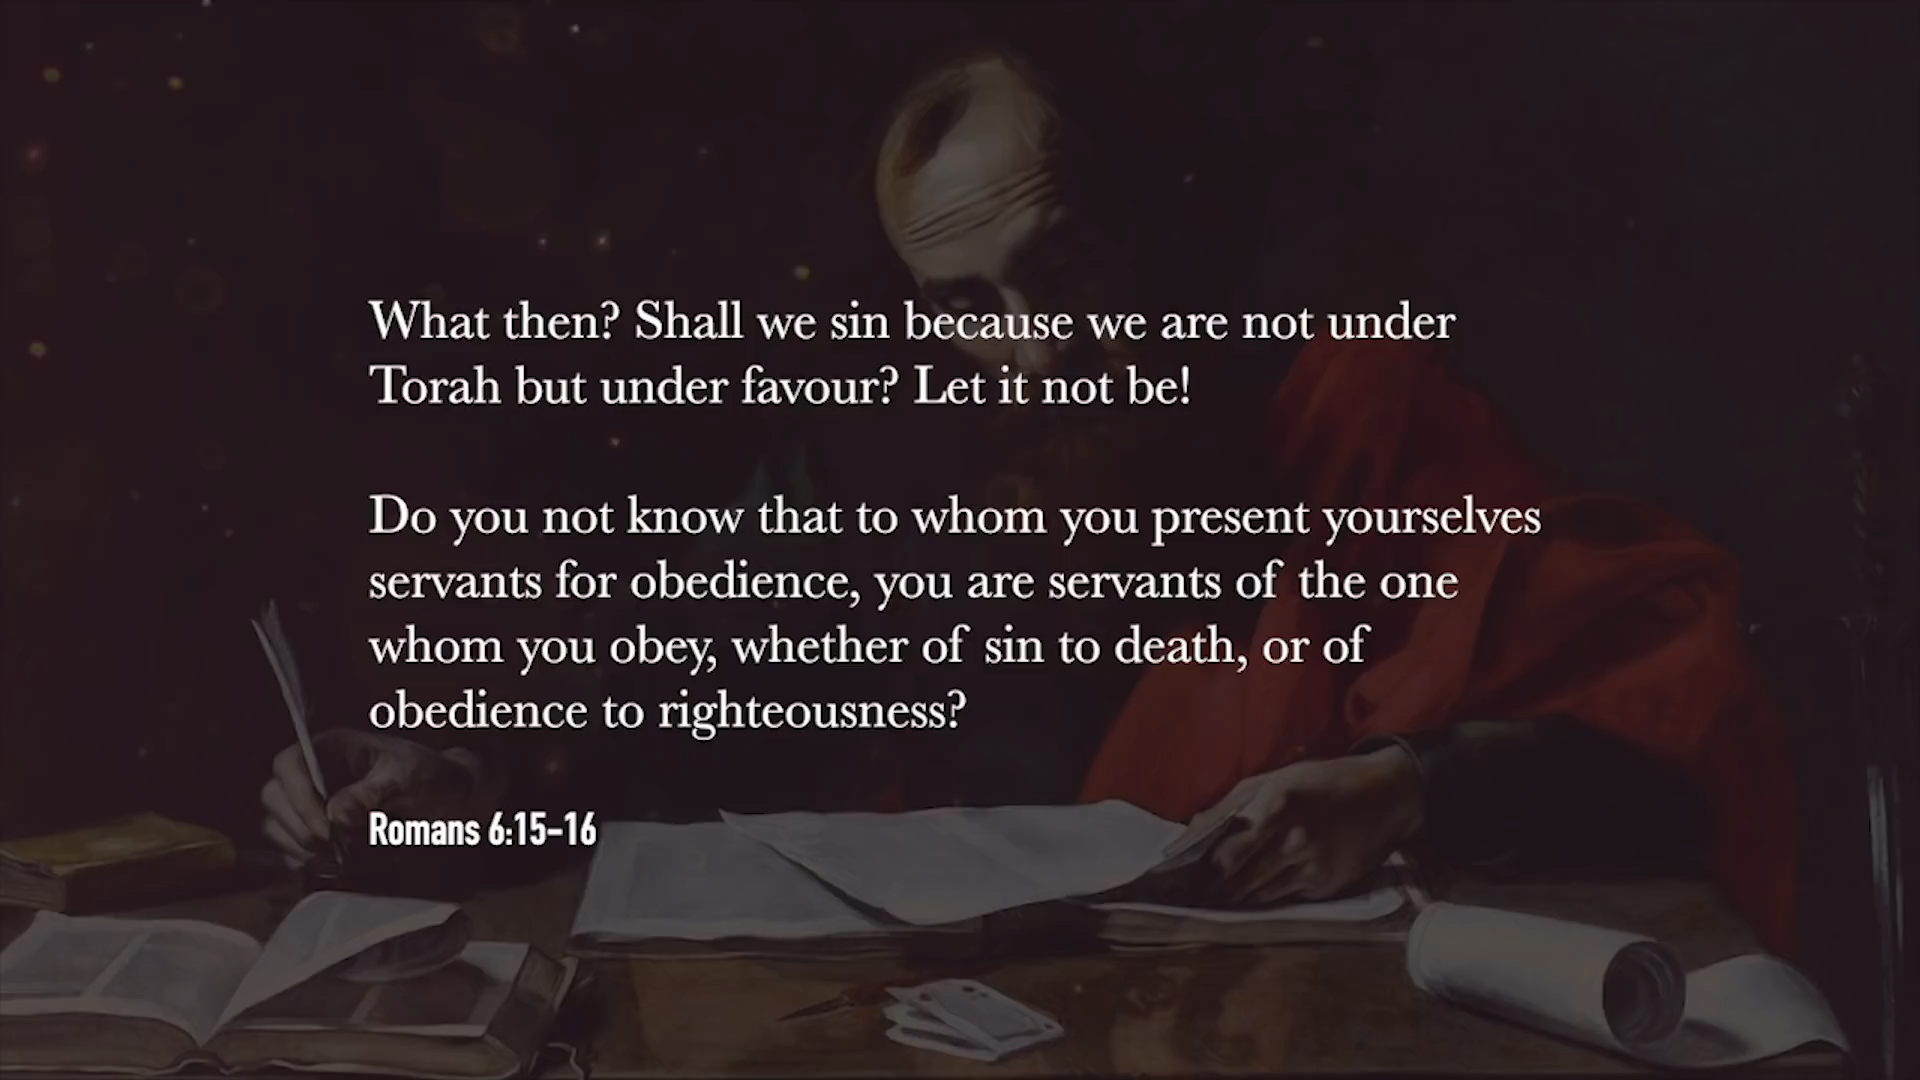 What then? Shall we sin because we are not under
Torah but under favour? Let it not be!
Do you not know that to whom you present yourselves
servants for obedience, you are servants of the one
whom you obey, whether of sin to death, or of
obedience to righteousness?
Romans 6:15-16